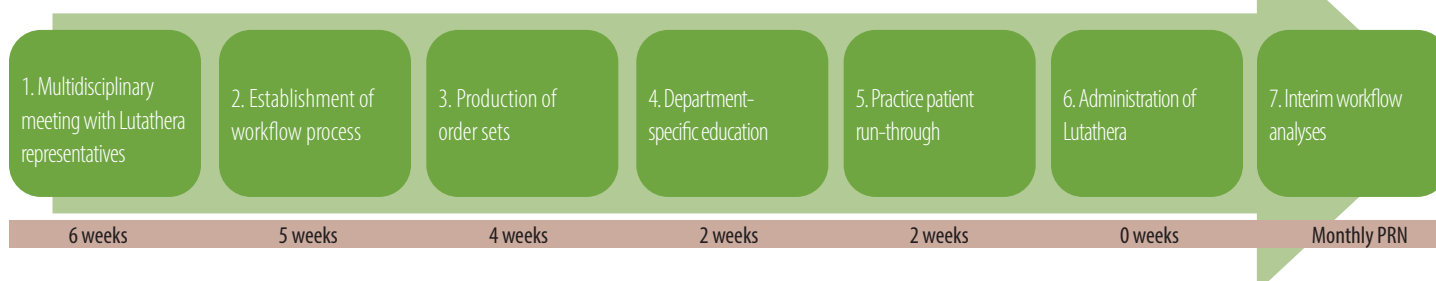 1. Multidisciplinary
meeting with Lutathera
representatives
2. Establishment of
workflow process
3. Production of
order sets
4. Department-
specific education
5. Practice patient
run-through
6. Administration of
Lutathera
7. Interim workflow
analyses
6 weeks
5 weeks
4 weeks
2 weeks
2 weeks
0 weeks
Monthly PRN